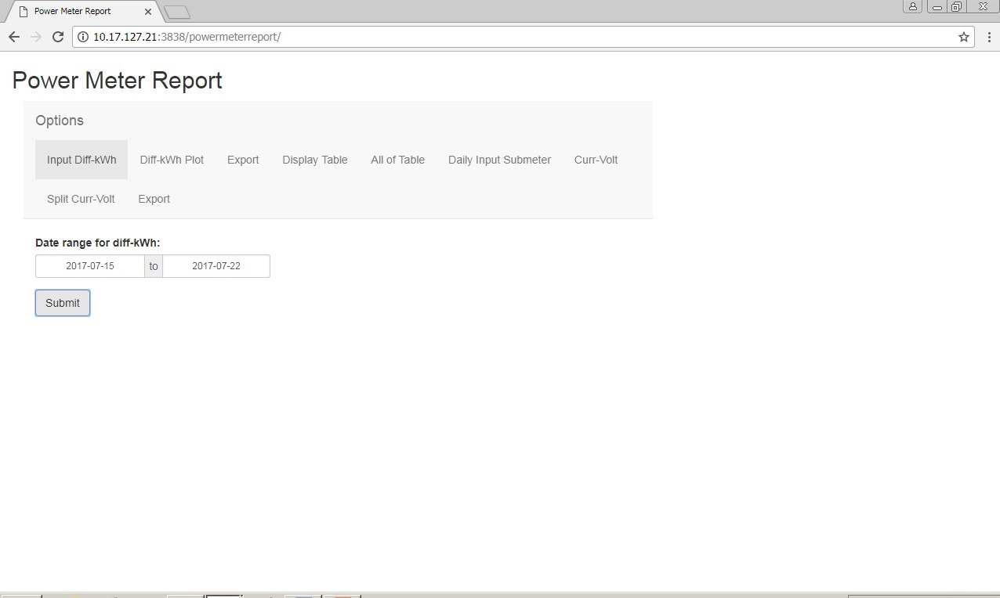 Power Meter Report
10.17.127.21:3838/powermeterreport/
Power Meter Report
Options
Input Diff-kWh Diff-kWh Plot Export Display Table All of Table Daily Input Submeter Curr-Volt
Split Curr-Volt Export
Date range for diff-kWh:
2017-07-15 to 2017-07-22
Submit